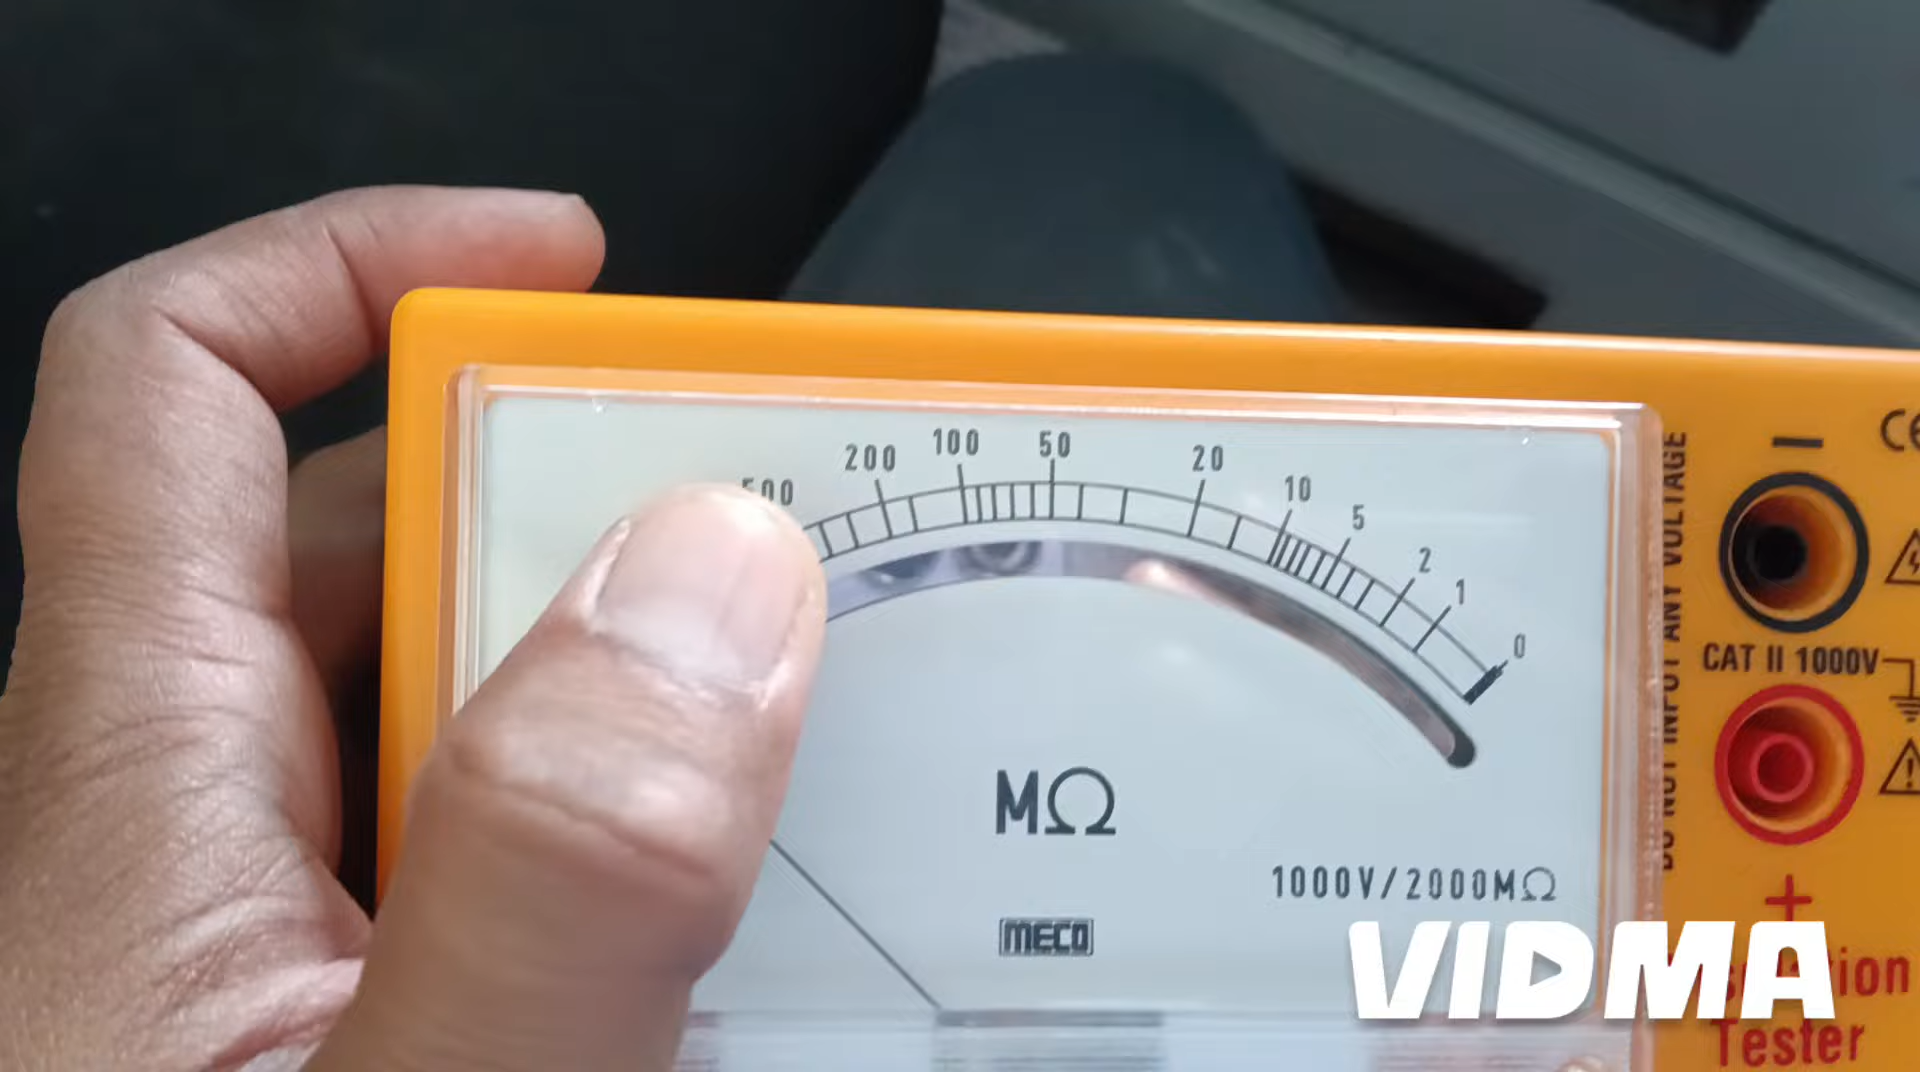 500 200 100 50 20 10 5 2 1 0
MΩ
1000V/2000MΩ
MECO
DO NOT INPUT ANY VOLTAGE
CE
−
CAT II 1000V
+
Tester
VIDMA